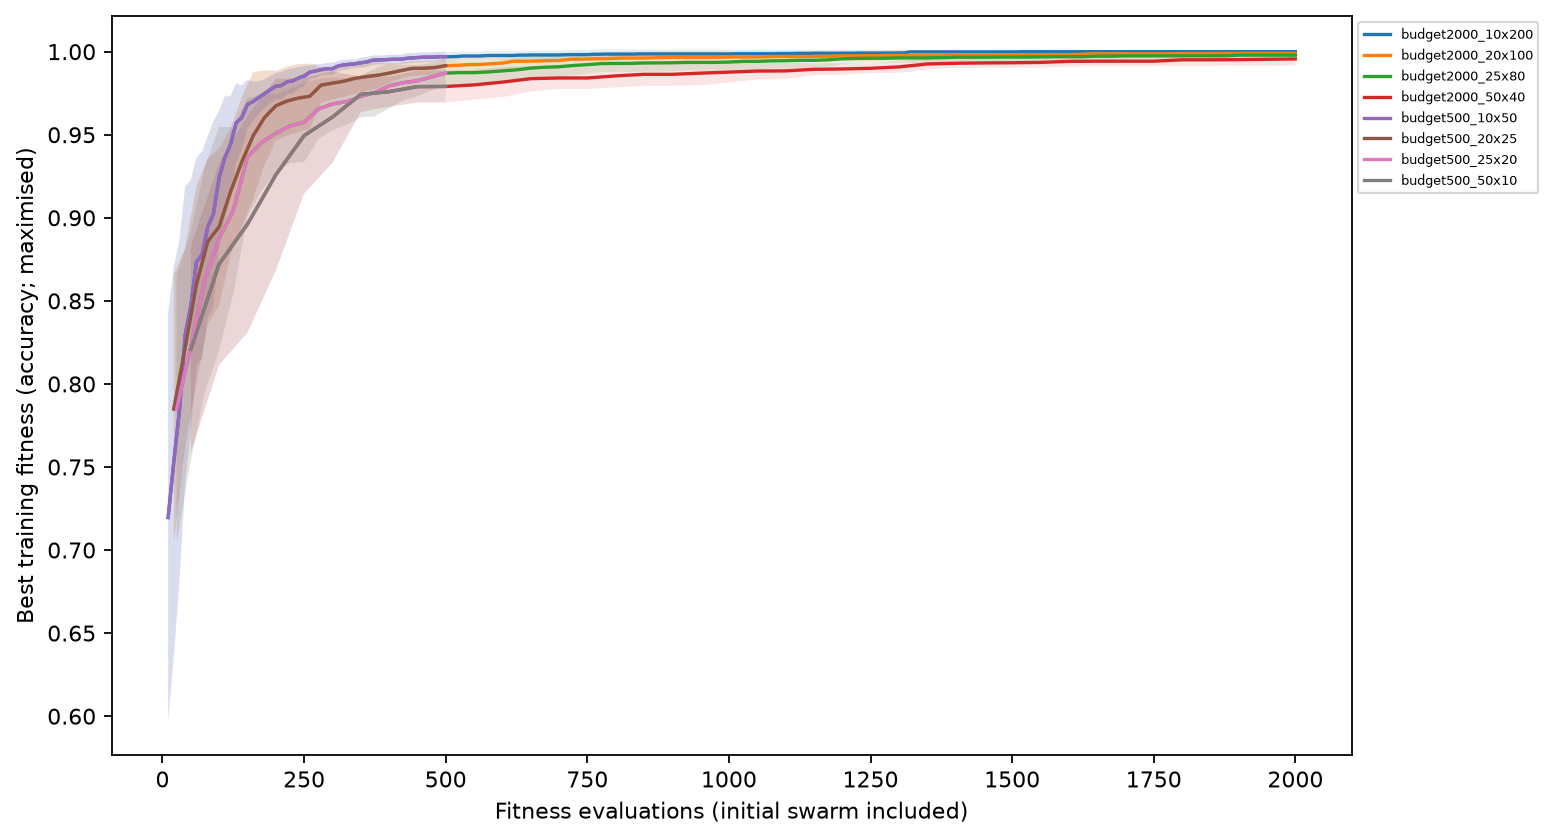 1.00
0.95
0.90
0.85
0.80
0.75
0.70
0.65
0.60
Best training fitness (accuracy; maximised)
0
250
500
750
1000
1250
1500
1750
2000
Fitness evaluations (initial swarm included)
budget2000_10x200
budget2000_20x100
budget2000_25x80
budget2000_50x40
budget500_10x50
budget500_20x25
budget500_25x20
budget500_50x10